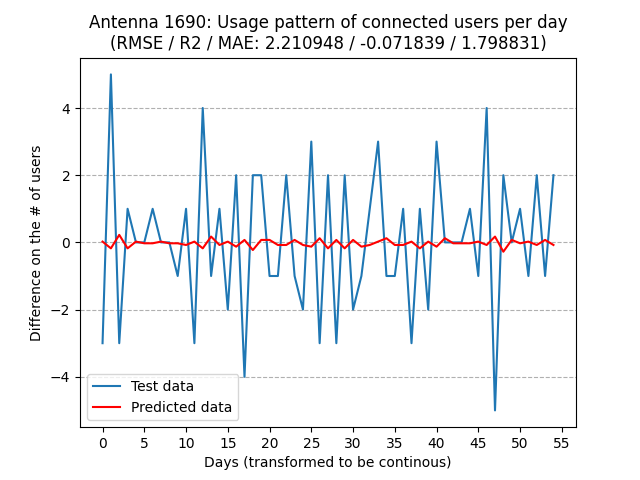 Antenna 1690: Usage pattern of connected users per day
(RMSE / R2 / MAE: 2.210948 / -0.071839 / 1.798831)
Difference on the # of users
4
2
0
−2
−4
Test data
Predicted data
0 5 10 15 20 25 30 35 40 45 50 55
Days (transformed to be continous)